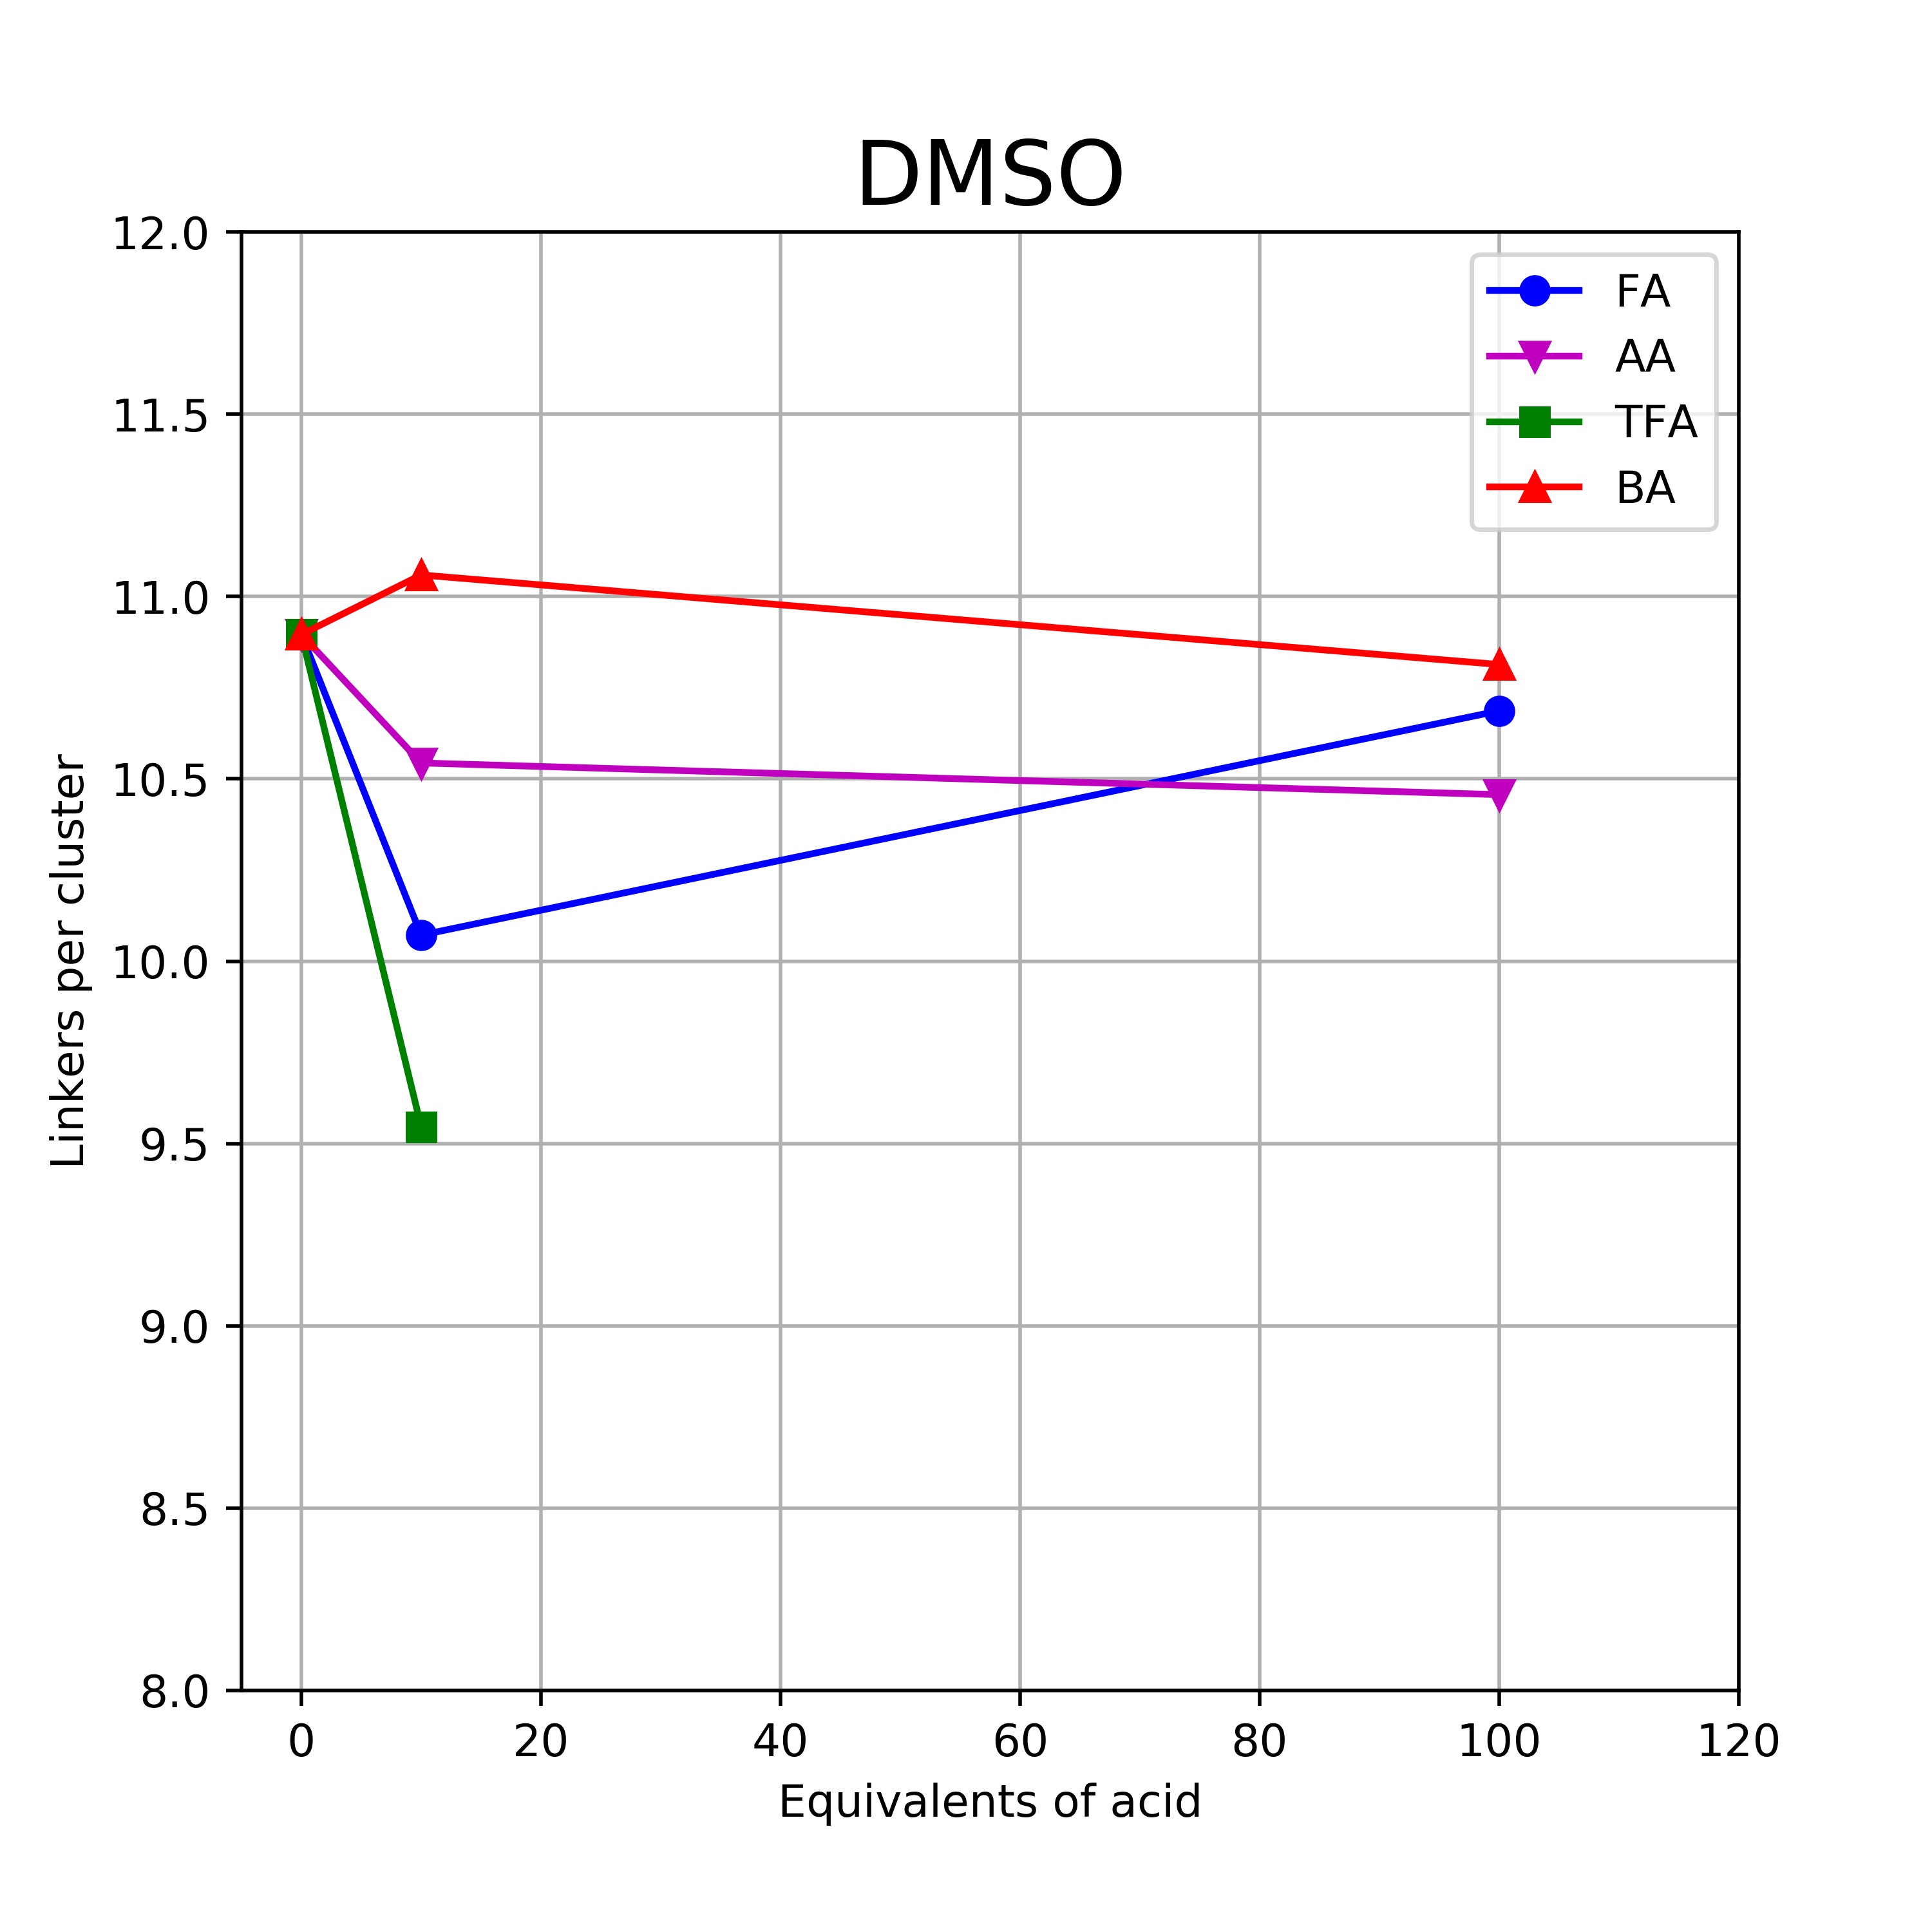 DMSO
12.0
11.5
11.0
10.5
10.0
9.5
9.0
8.5
8.0
Linkers per cluster
FA
AA
TFA
BA
0 20 40 60 80 100 120
Equivalents of acid